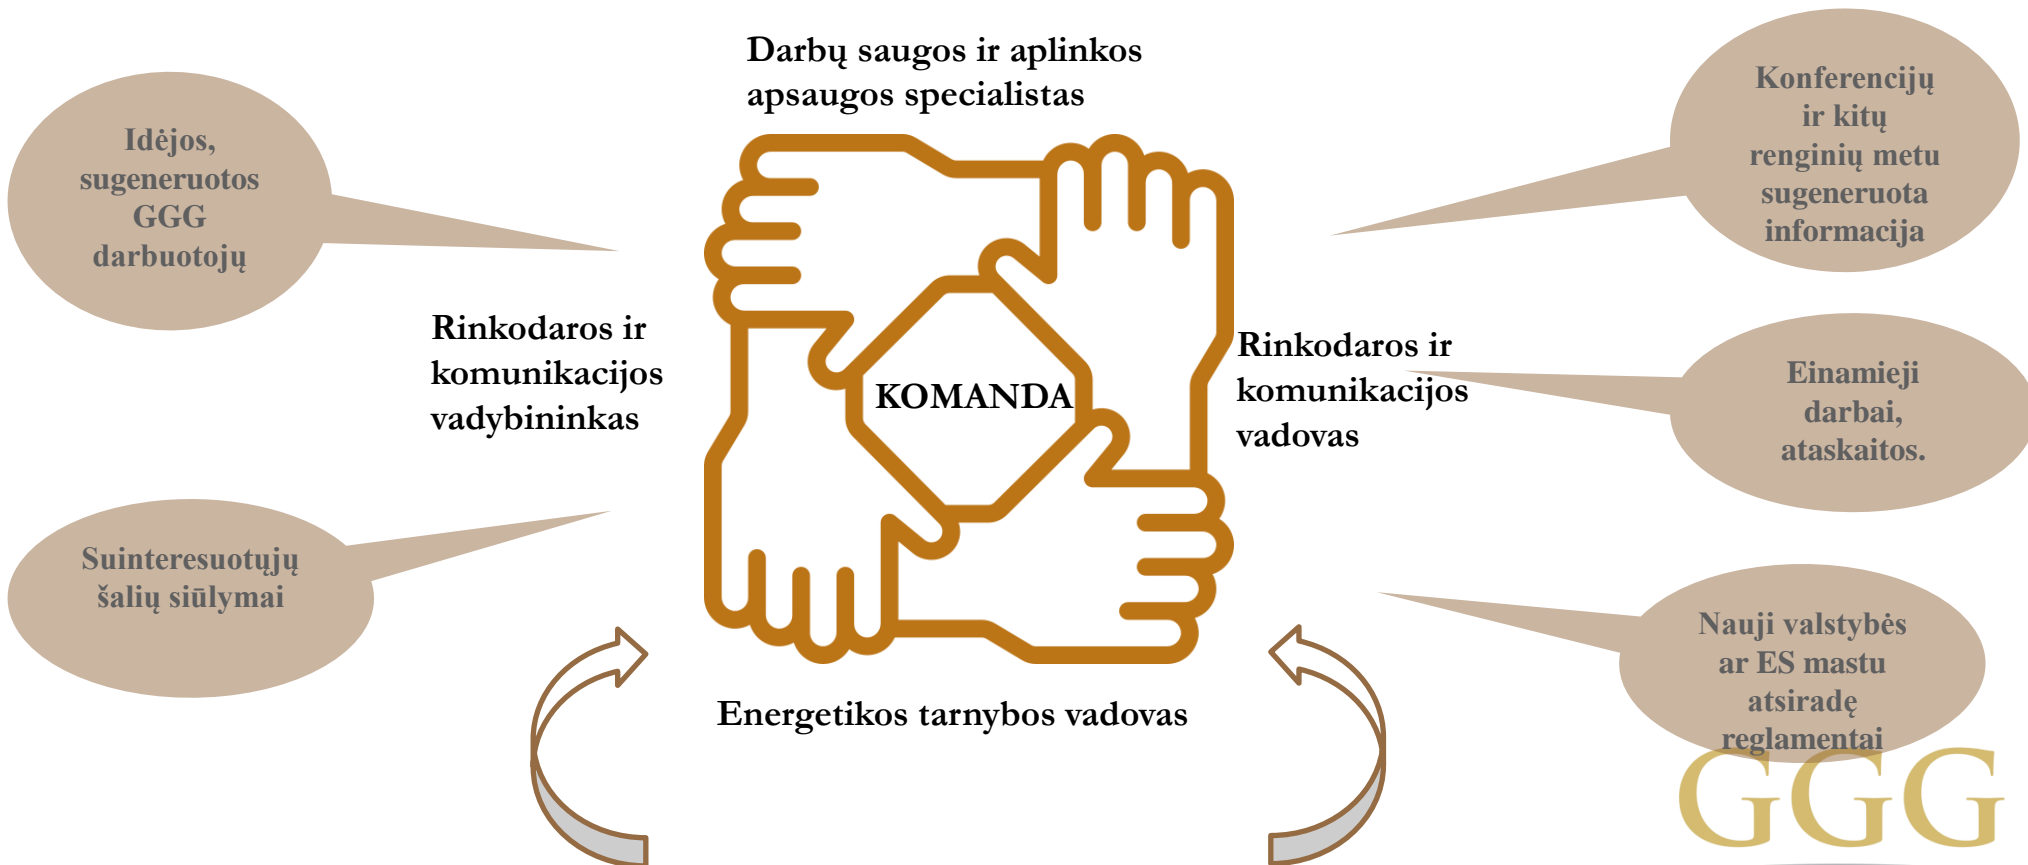 Darbų saugos ir aplinkos
apsaugos specialistas
Idėjos,
sugeneruotos
GGG
darbuotojų
Konferencijų
ir kitų
renginių metu
sugeneruota
informacija
Rinkodaros ir
komunikacijos
vadybininkas
KOMANDA
Rinkodaros ir
komunikacijos
vadovas
Einamieji
darbai,
ataskaitos.
Suinteresuotųjų
šalių siūlymai
Nauji valstybės
ar ES mastu
atsiradę
reglamentai
Energetikos tarnybos vadovas
GGG